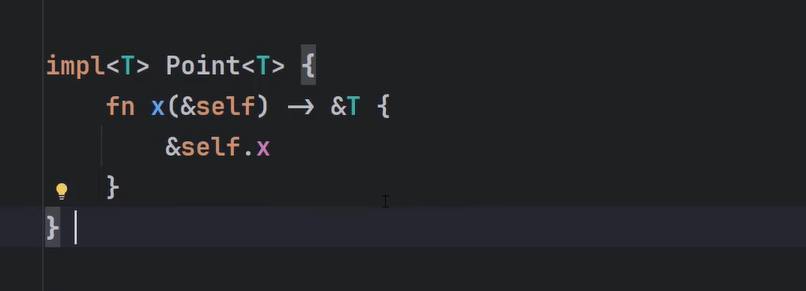 impl<T> Point<T> {
    fn x(&self) -> &T {
        &self.x
    }
}